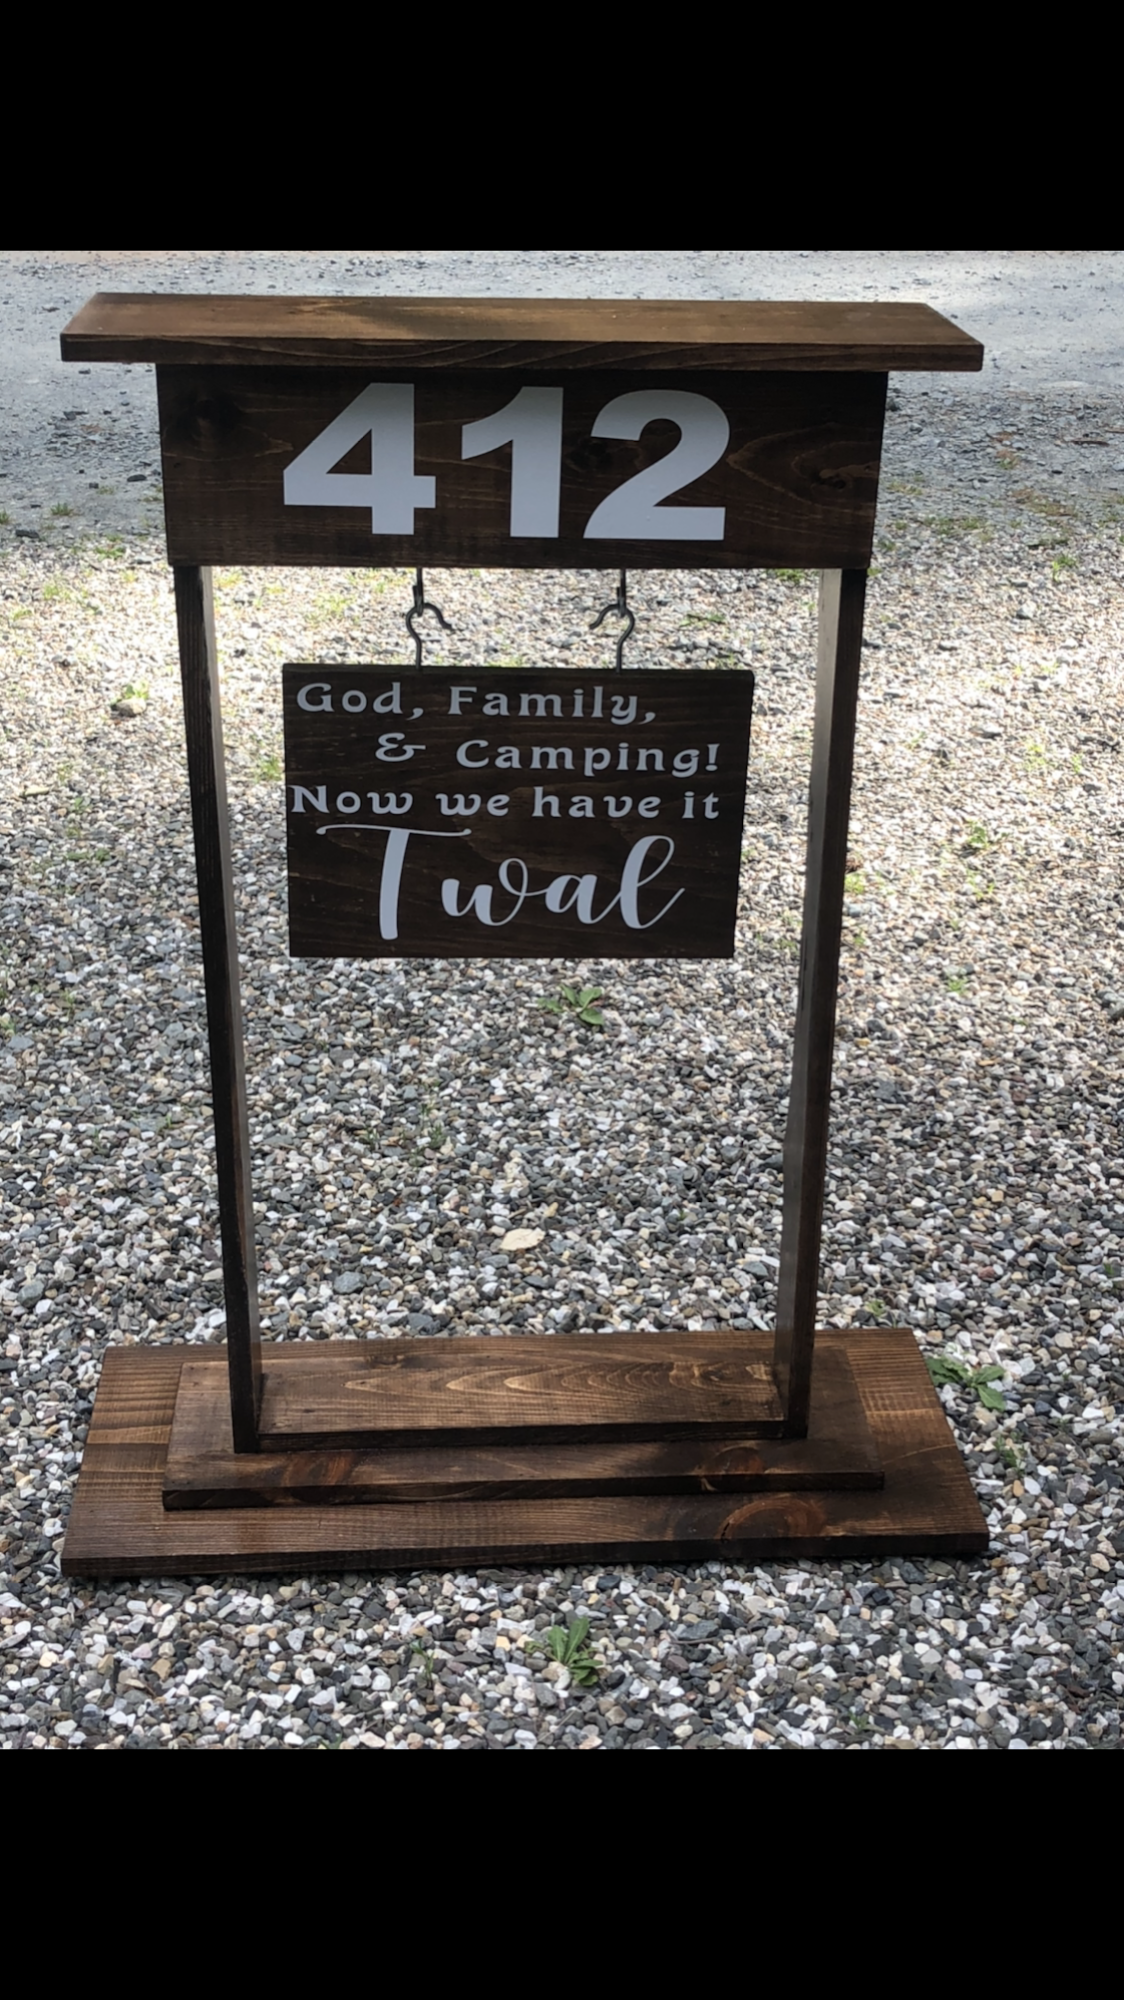 412
God, Family,
& Camping!
Now we have it
Twal